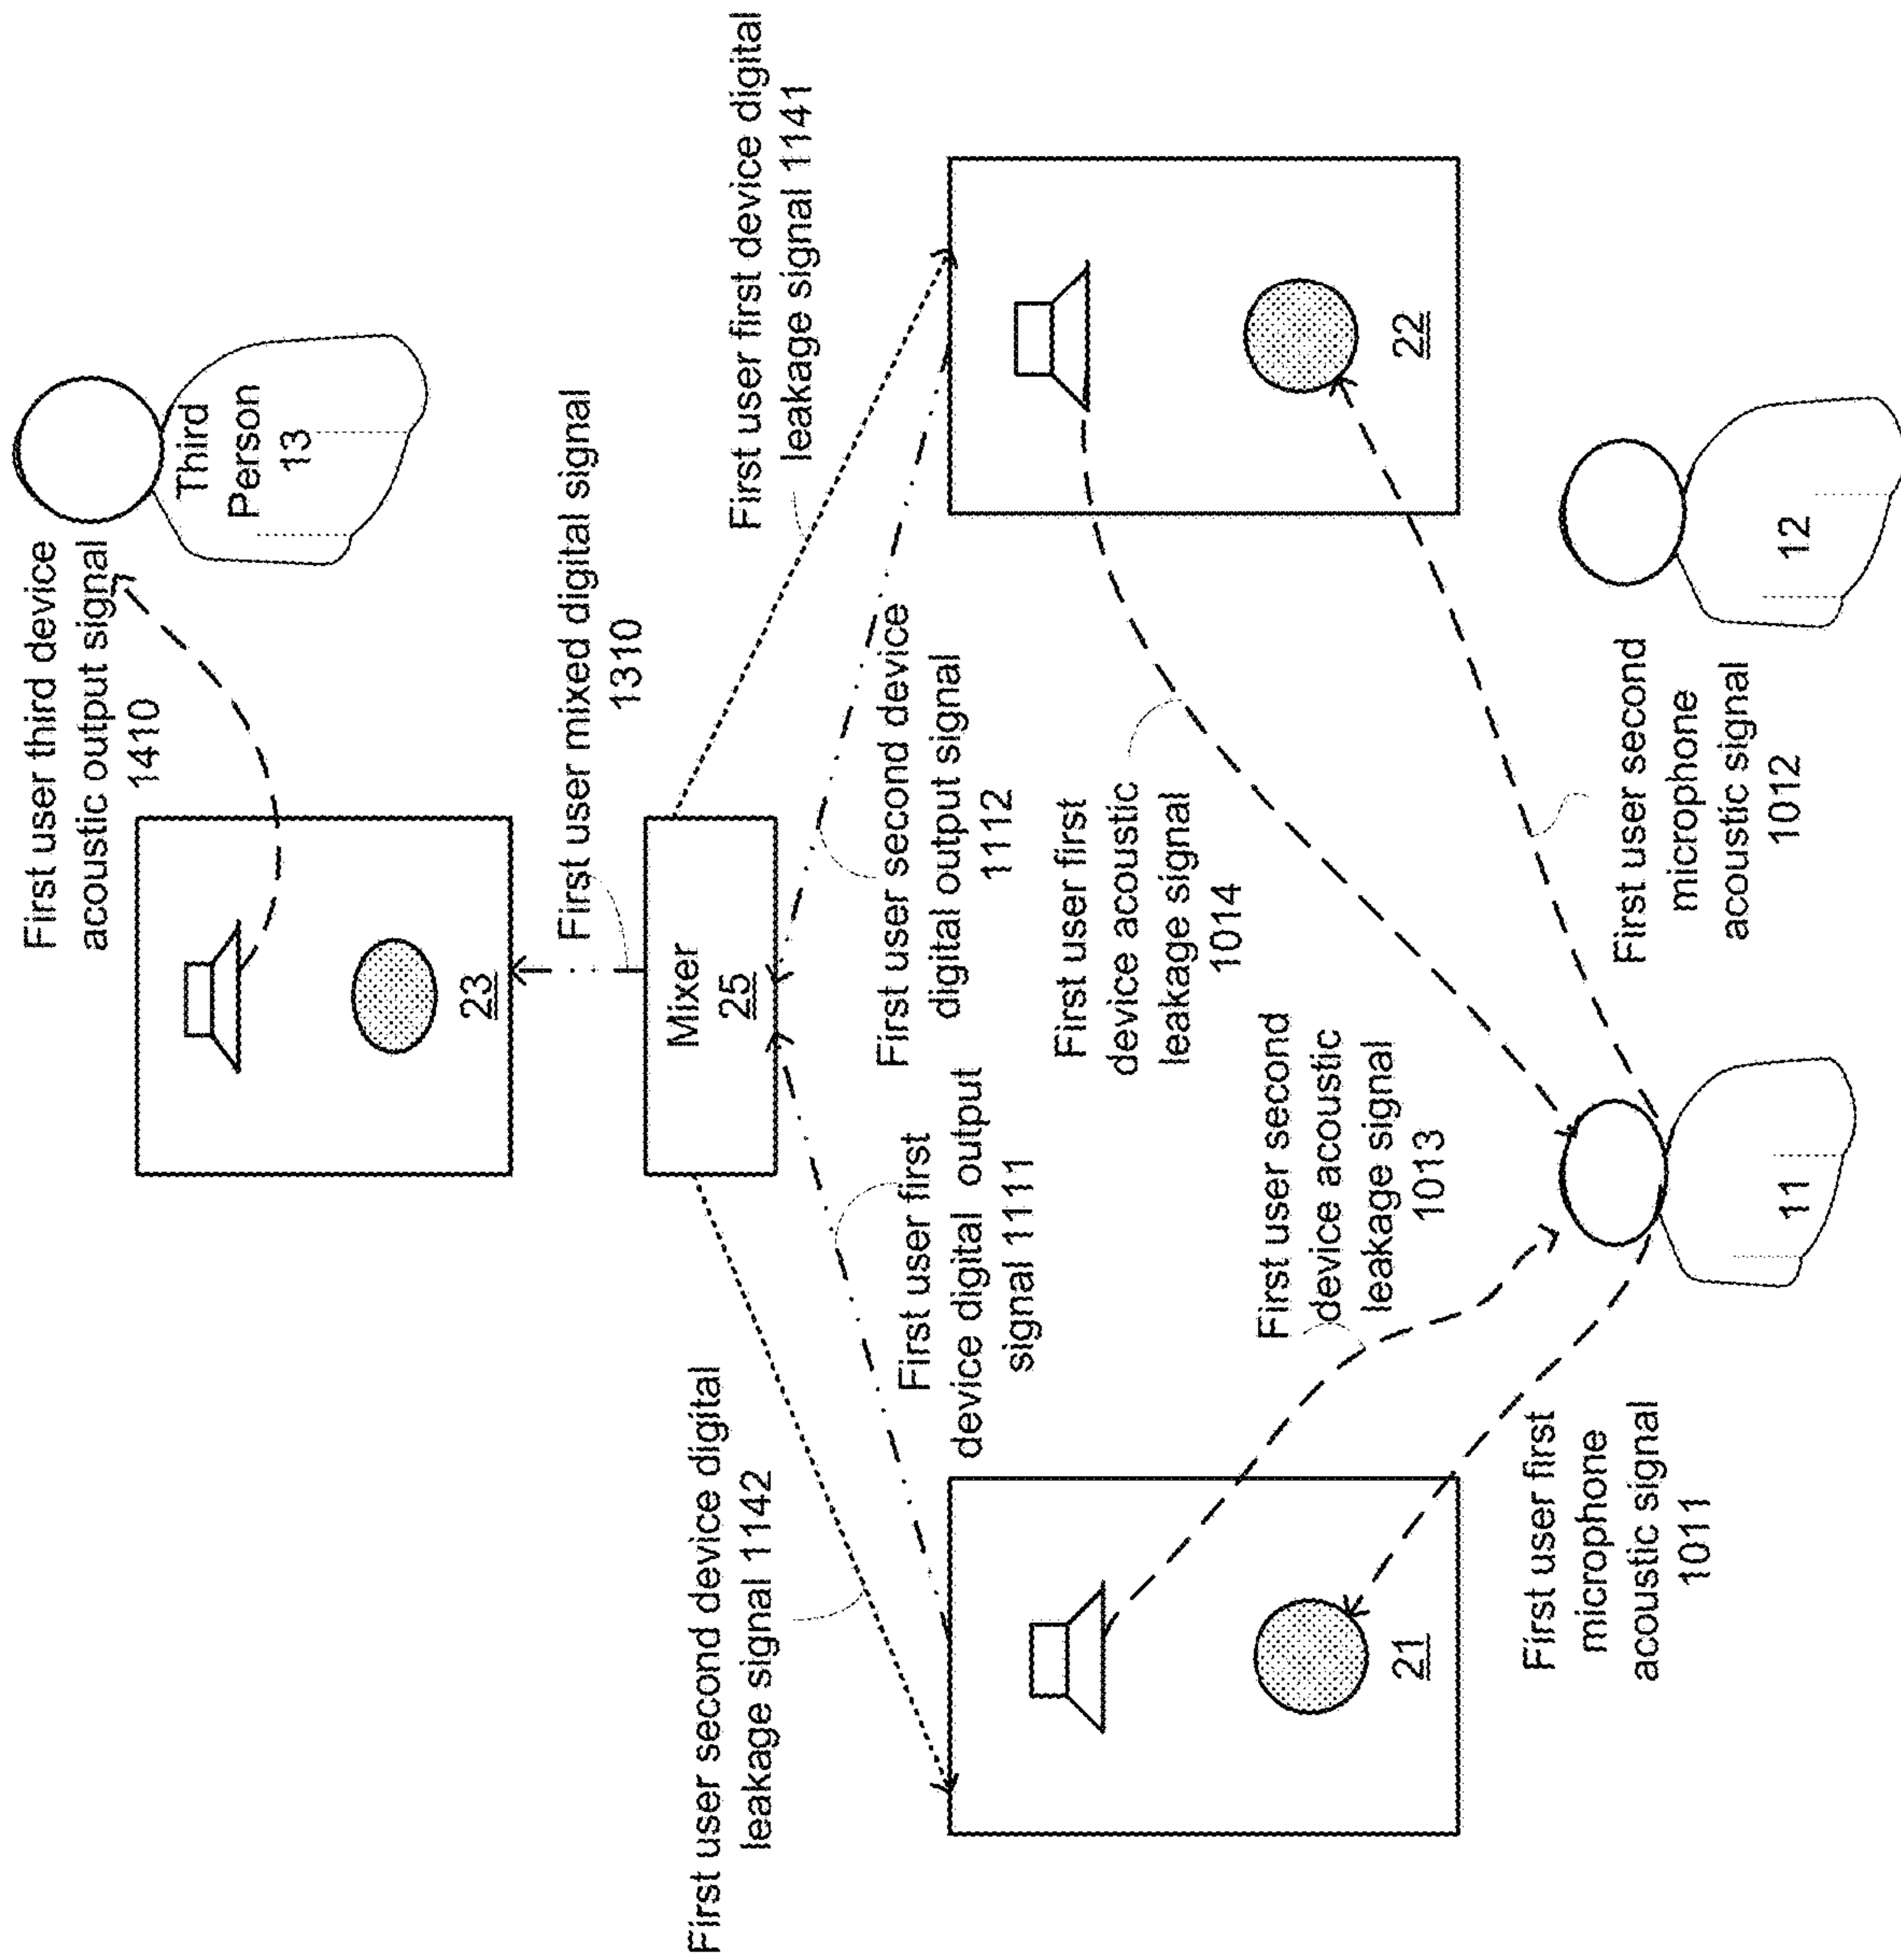 First user third device
acoustic output signal
1410
Third
Person
13
23
First user mixed digital signal
1310
Mixer
25
First user second device digital
leakage signal 1142
First user first device digital
leakage signal 1141
First user first
device digital output
signal 1111
First user second device
digital output signal
1112
First user second
device acoustic
leakage signal
1013
First user first
device acoustic
leakage signal
1014
21
22
First user first
microphone
acoustic signal
1011
First user second
microphone
acoustic signal
1012
11
12